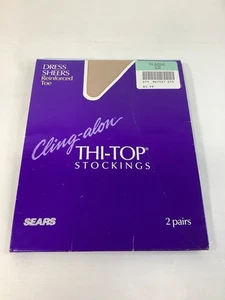 DRESS
SHEERS
Reinforced
Toe
Cling-alon
THI-TOP®
STOCKINGS
SEARS
2 pairs